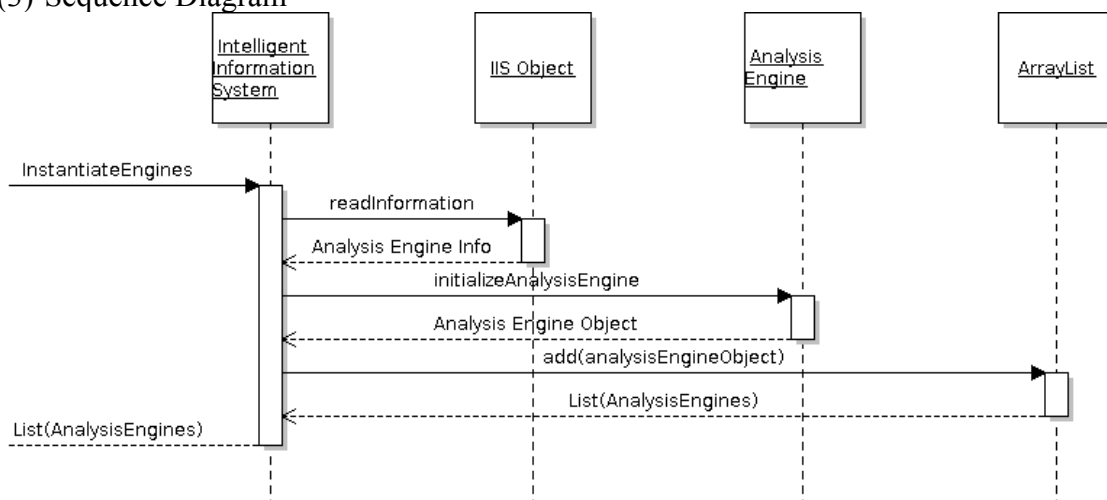 (3) Sequence Diagram
Intelligent
Information
System
IIS Object
Analysis
Engine
ArrayList
InstantiateEngines
readInformation
Analysis Engine Info
initializeAnalysisEngine
Analysis Engine Object
add(analysisEngineObject)
List(AnalysisEngines)
List(AnalysisEngines)